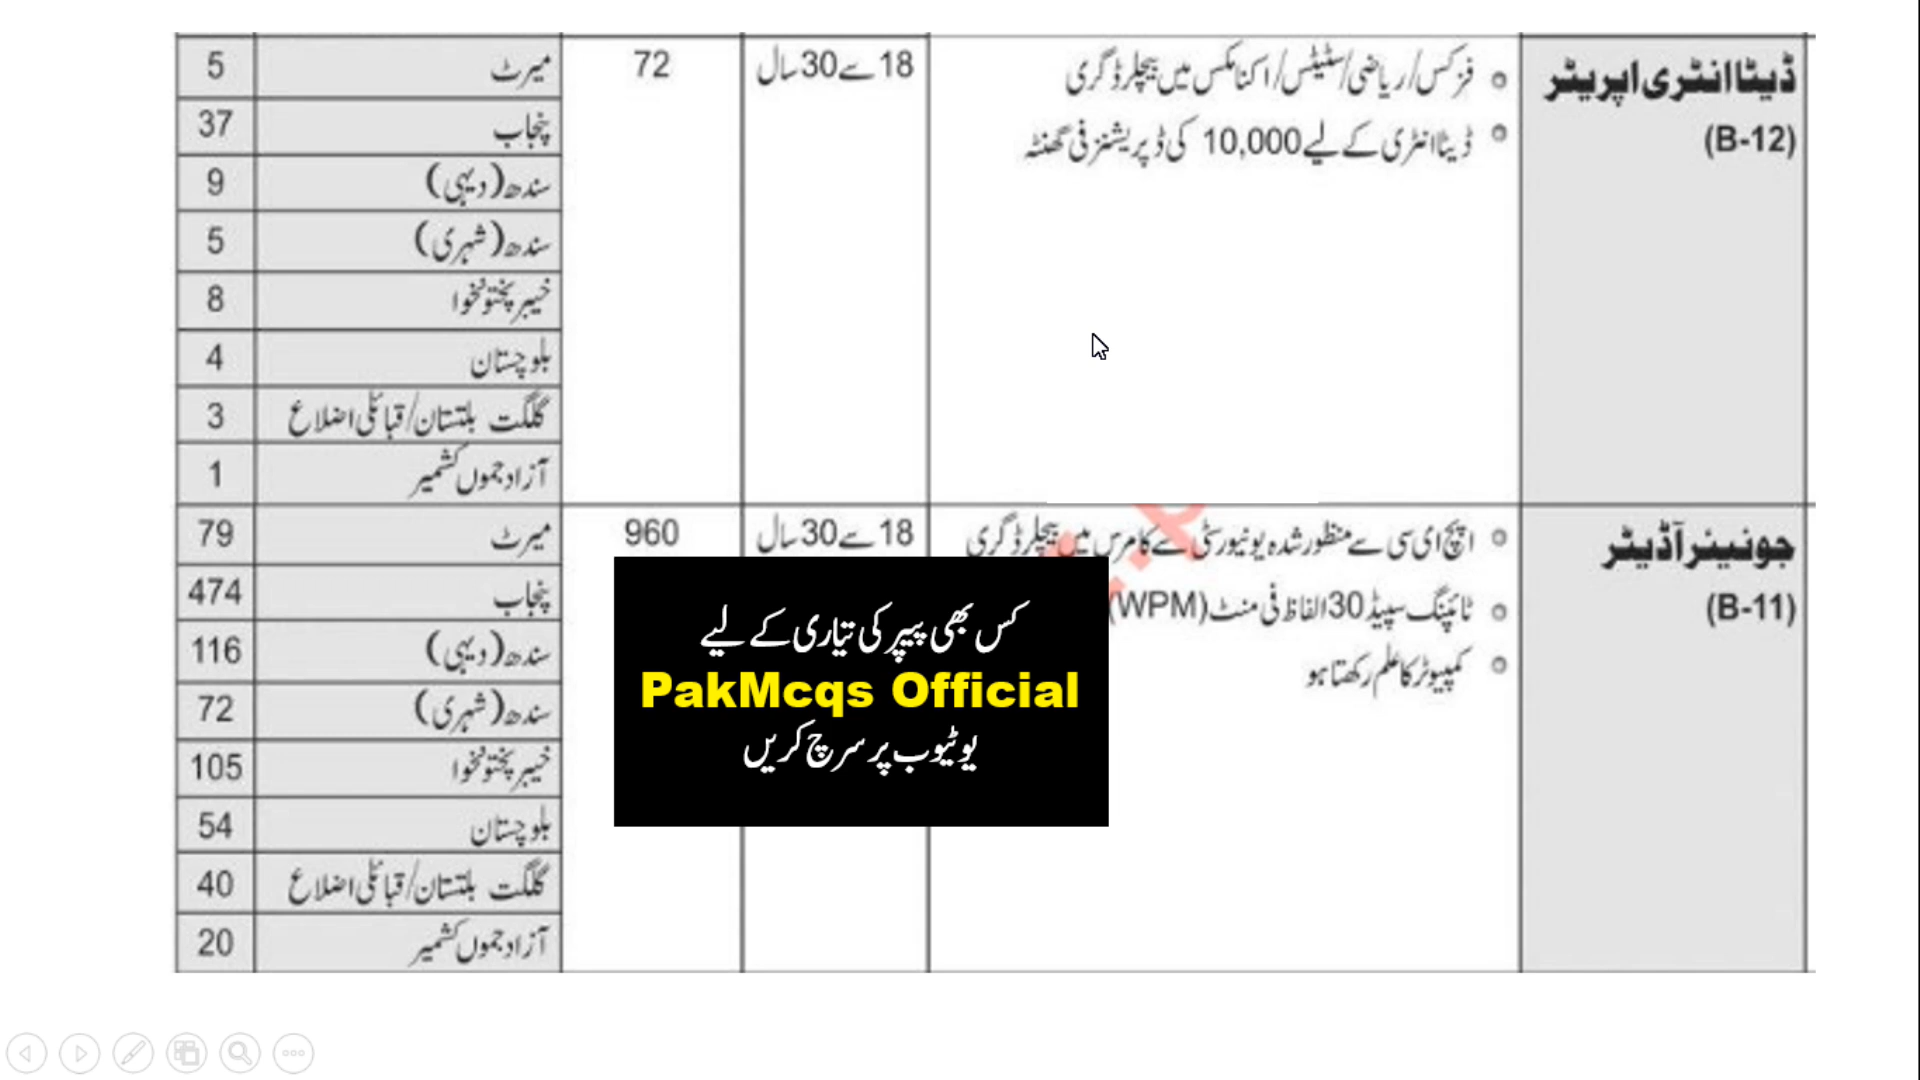 ڈیٹا انٹری اپریٹر
(B-12)
فزکس/ریاضی/سٹیٹس/اکنامکس میں بیچلرڈگری
ڈیٹا انٹری کے لیے 10,000 کی ڈپریشنز فی گھنٹہ
18 سے 30 سال
72
میرٹ 5
پنجاب 37
سندھ (دیہی) 9
سندھ (شہری) 5
خیبر پختونخوا 8
بلوچستان 4
گلگت بلتستان/قبائلی اضلاع 3
آزاد جموں کشمیر 1
جونیئر آڈیٹر
(B-11)
ایچ ای سی سے منظور شدہ یونیورسٹی سے کامرس میں بیچلرڈگری
ٹائپنگ سپیڈ 30 الفاظ فی منٹ (WPM)
کمپیوٹر کا علم رکھتا ہو
18 سے 30 سال
960
میرٹ 79
پنجاب 474
سندھ (دیہی) 116
سندھ (شہری) 72
خیبر پختونخوا 105
بلوچستان 54
گلگت بلتستان/قبائلی اضلاع 40
آزاد جموں کشمیر 20
کس بھی پیپر کی تیاری کے لیے
PakMcqs Official
یوٹیوب پر سرچ کریں